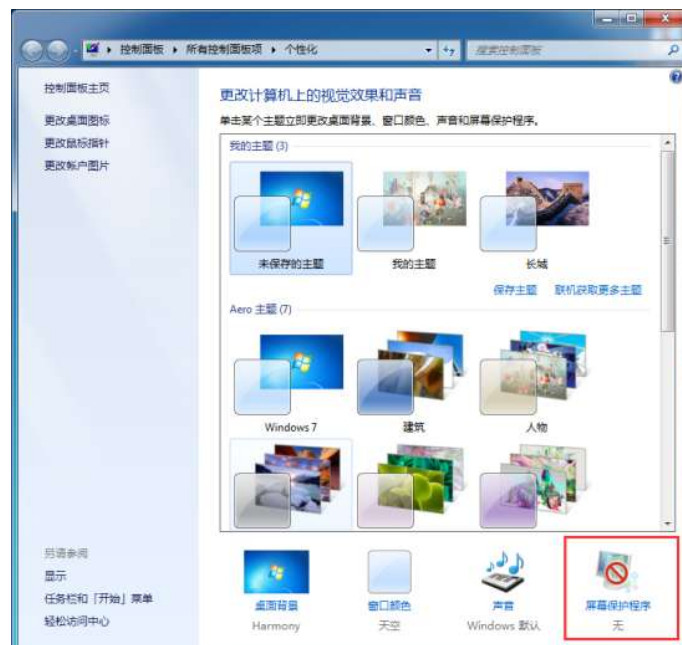 控制面板 ▸ 所有控制面板项 ▸ 个性化
搜索控制面板
控制面板主页
更改桌面图标
更改鼠标指针
更改帐户图片
更改计算机上的视觉效果和声音
单击某个主题立即更改桌面背景、窗口颜色、声音和屏幕保护程序。
我的主题 (3)
未保存的主题 我的主题 长城
保存主题 联机获取更多主题
Aero 主题 (7)
Windows 7 建筑 人物
另请参阅
显示
任务栏和「开始」菜单
轻松访问中心
桌面背景 窗口颜色 声音 屏幕保护程序
Harmony 天空 Windows 默认 无